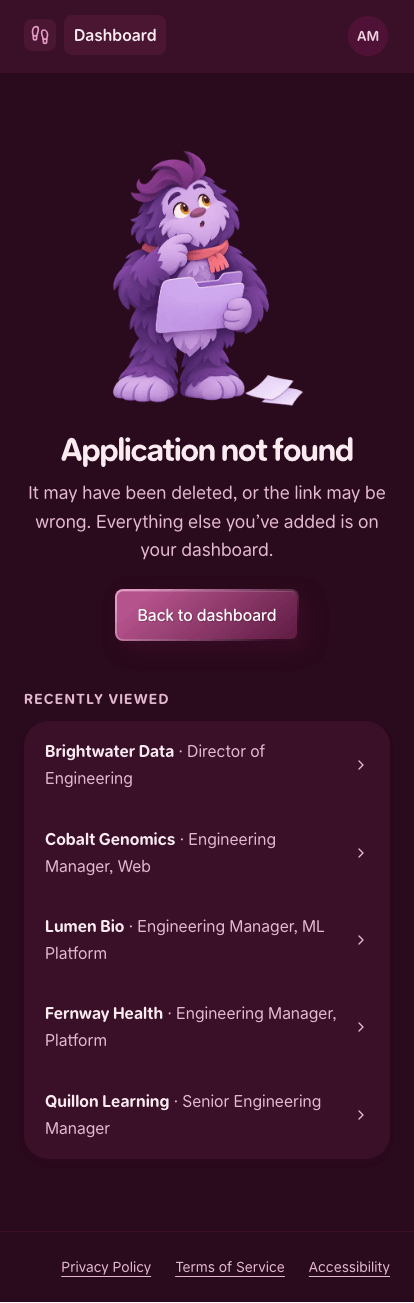 Dashboard
AM
Application not found
It may have been deleted, or the link may be
wrong. Everything else you’ve added is on
your dashboard.
Back to dashboard
RECENTLY VIEWED
Brightwater Data · Director of
Engineering
Cobalt Genomics · Engineering
Manager, Web
Lumen Bio · Engineering Manager, ML
Platform
Fernway Health · Engineering Manager,
Platform
Quillon Learning · Senior Engineering
Manager
Privacy Policy
Terms of Service
Accessibility